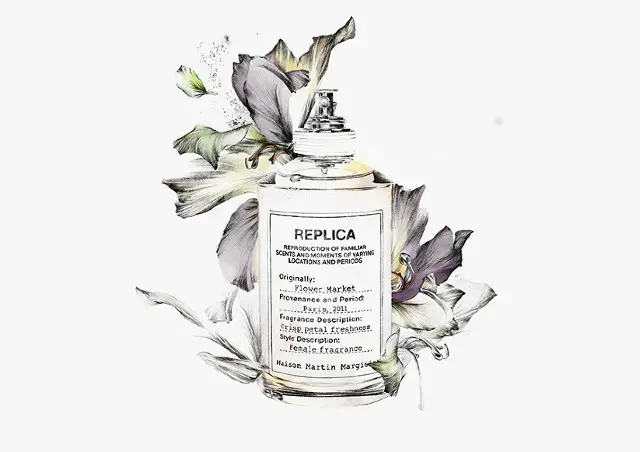 REPLICA
REPRODUCTION OF FAMILIAR
SCENTS AND MOMENTS OF VARYING
LOCATIONS AND PERIODS
Originally:
Flower Market
Provenance and Period:
Paris, 2011
Fragrance Description:
Crisp petal freshness
Style Description:
Female fragrance
Maison Martin